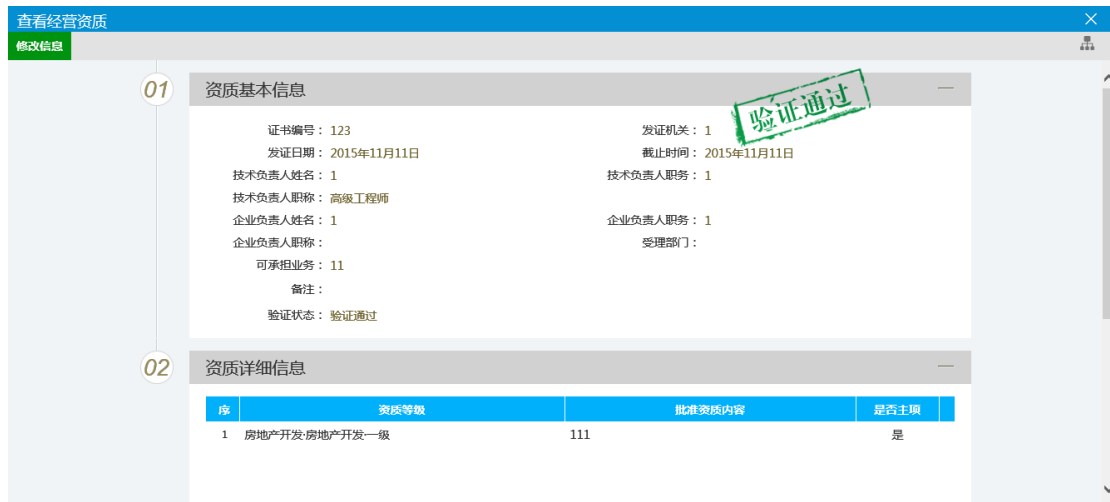 查看经营资质
修改信息
01 资质基本信息
验证通过
证书编号： 123 发证机关： 1
发证日期： 2015年11月11日 截止时间： 2015年11月11日
技术负责人姓名： 1 技术负责人职务： 1
技术负责人职称： 高级工程师
企业负责人姓名： 1 企业负责人职务： 1
企业负责人职称： 受理部门：
可承担业务： 11
备注：
验证状态： 验证通过
02 资质详细信息
序 资质等级 批准资质内容 是否主项
1 房地产开发·房地产开发·一级 111 是